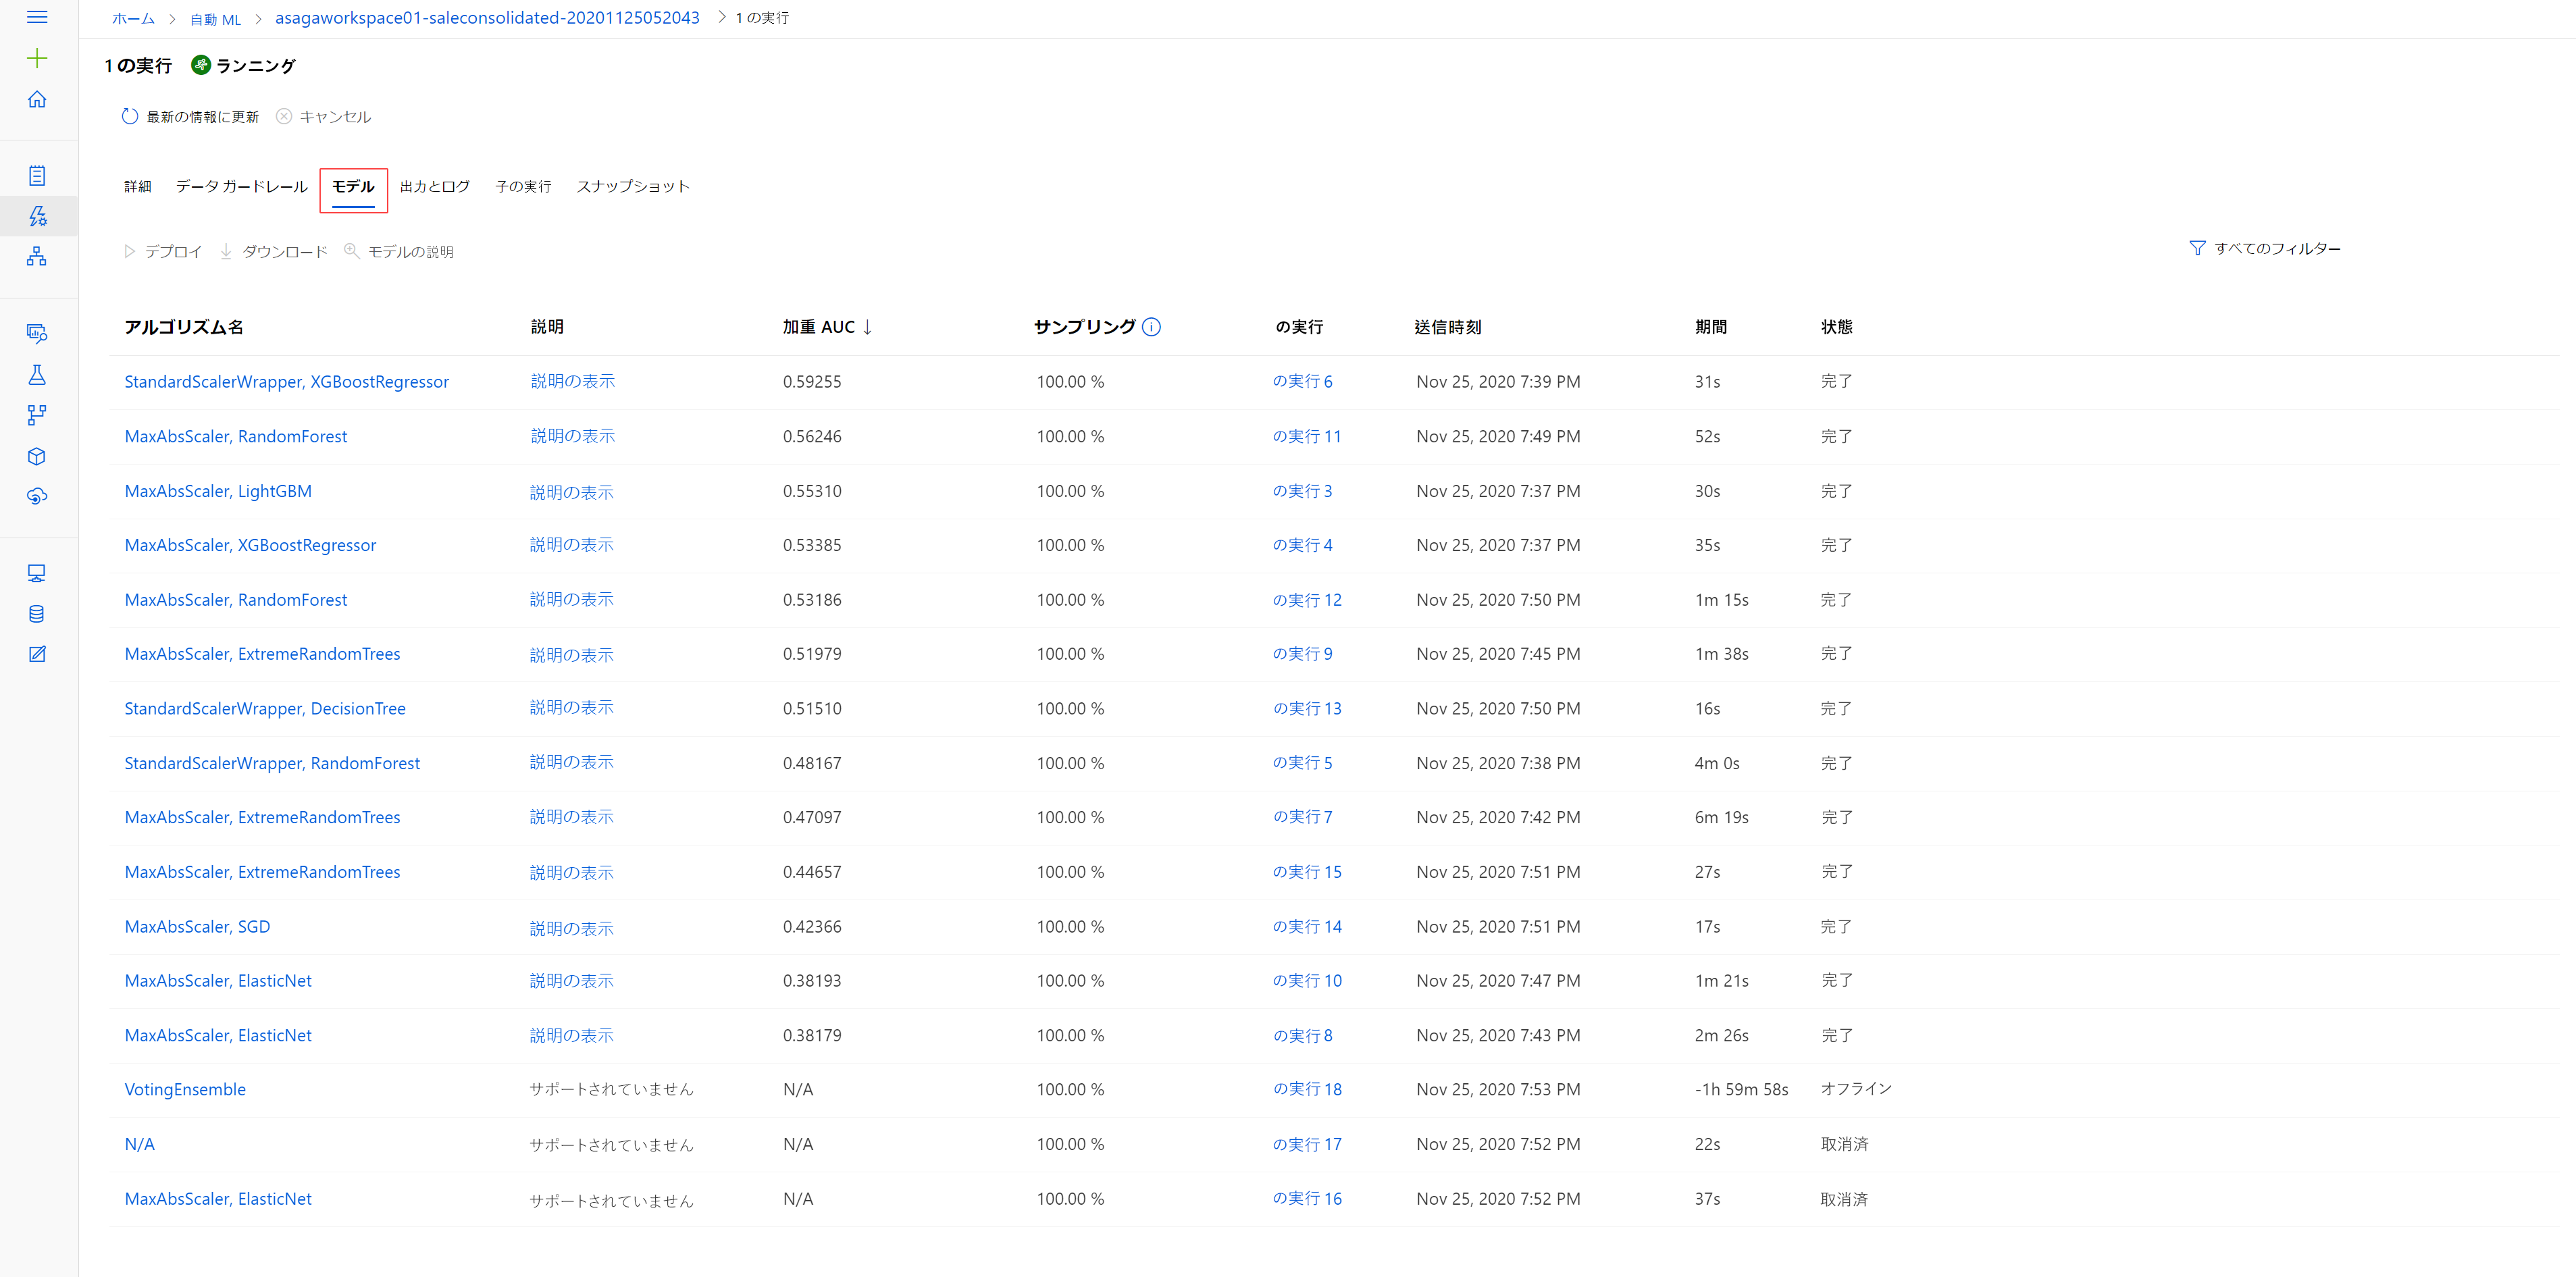 ホーム > 自動 ML > asagaworkspace01-saleconsolidated-20201125052043 > 1 の実行
1 の実行 ランニング
最新の情報に更新 キャンセル
詳細 データ ガードレール モデル 出力とログ 子の実行 スナップショット
デプロイ ダウンロード モデルの説明 すべてのフィルター
アルゴリズム名 説明 加重 AUC ↓ サンプリング の実行 送信時刻 期間 状態
StandardScalerWrapper, XGBoostRegressor 説明の表示 0.59255 100.00 % の実行 6 Nov 25, 2020 7:39 PM 31s 完了
MaxAbsScaler, RandomForest 説明の表示 0.56246 100.00 % の実行 11 Nov 25, 2020 7:49 PM 52s 完了
MaxAbsScaler, LightGBM 説明の表示 0.55310 100.00 % の実行 3 Nov 25, 2020 7:37 PM 30s 完了
MaxAbsScaler, XGBoostRegressor 説明の表示 0.53385 100.00 % の実行 4 Nov 25, 2020 7:37 PM 35s 完了
MaxAbsScaler, RandomForest 説明の表示 0.53186 100.00 % の実行 12 Nov 25, 2020 7:50 PM 1m 15s 完了
MaxAbsScaler, ExtremeRandomTrees 説明の表示 0.51979 100.00 % の実行 9 Nov 25, 2020 7:45 PM 1m 38s 完了
StandardScalerWrapper, DecisionTree 説明の表示 0.51510 100.00 % の実行 13 Nov 25, 2020 7:50 PM 16s 完了
StandardScalerWrapper, RandomForest 説明の表示 0.48167 100.00 % の実行 5 Nov 25, 2020 7:38 PM 4m 0s 完了
MaxAbsScaler, ExtremeRandomTrees 説明の表示 0.47097 100.00 % の実行 7 Nov 25, 2020 7:42 PM 6m 19s 完了
MaxAbsScaler, ExtremeRandomTrees 説明の表示 0.44657 100.00 % の実行 15 Nov 25, 2020 7:51 PM 27s 完了
MaxAbsScaler, SGD 説明の表示 0.42366 100.00 % の実行 14 Nov 25, 2020 7:51 PM 17s 完了
MaxAbsScaler, ElasticNet 説明の表示 0.38193 100.00 % の実行 10 Nov 25, 2020 7:47 PM 1m 21s 完了
MaxAbsScaler, ElasticNet 説明の表示 0.38179 100.00 % の実行 8 Nov 25, 2020 7:43 PM 2m 26s 完了
VotingEnsemble サポートされていません N/A 100.00 % の実行 18 Nov 25, 2020 7:53 PM -1h 59m 58s オフライン
N/A サポートされていません N/A 100.00 % の実行 17 Nov 25, 2020 7:52 PM 22s 取消済
MaxAbsScaler, ElasticNet サポートされていません N/A 100.00 % の実行 16 Nov 25, 2020 7:52 PM 37s 取消済